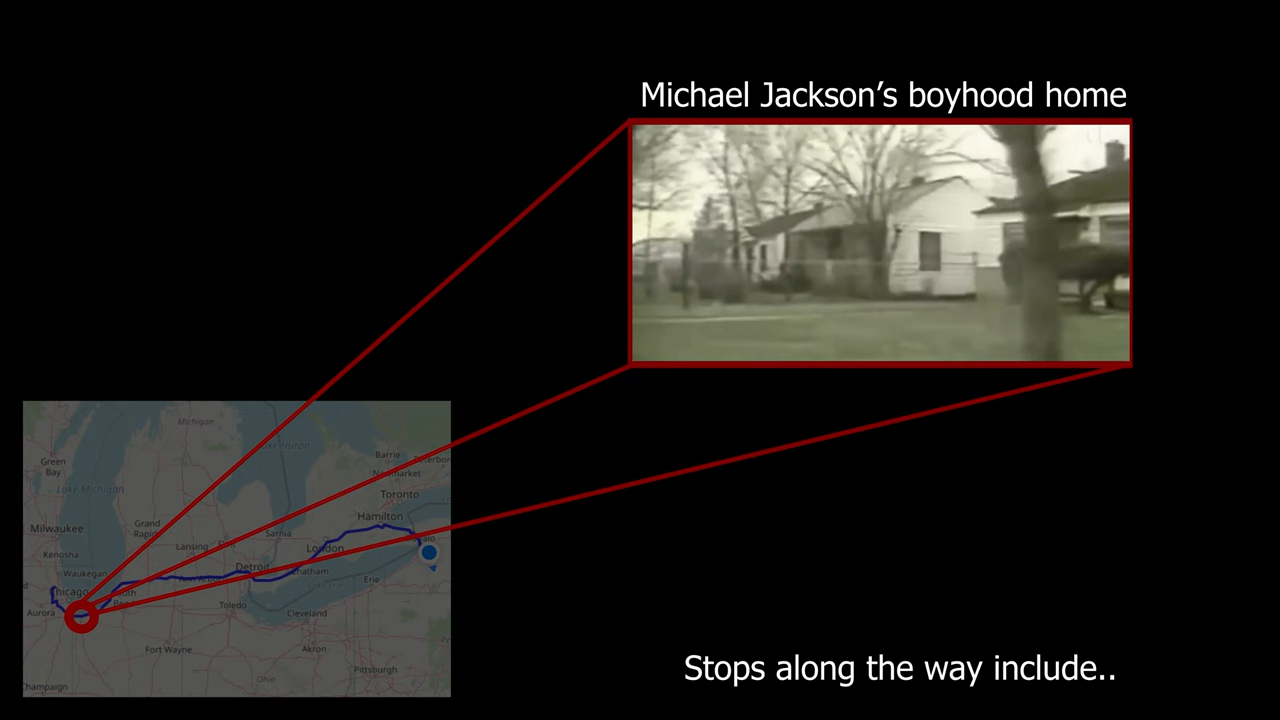 Michael Jackson's boyhood home
Michigan
Lake Huron
Barrie
Green
Bay
Newmarket
Lake Michigan
Toronto
Hamilton
Milwaukee
Grand
Sarnia
Kenosha
Lansing
London
Waukegan
Detroit
Chatham
Chicago
Erie
Aurora
Toledo
Cleveland
Fort Wayne
Akron
Ohio
Pittsburgh
Champaign
Stops along the way include..